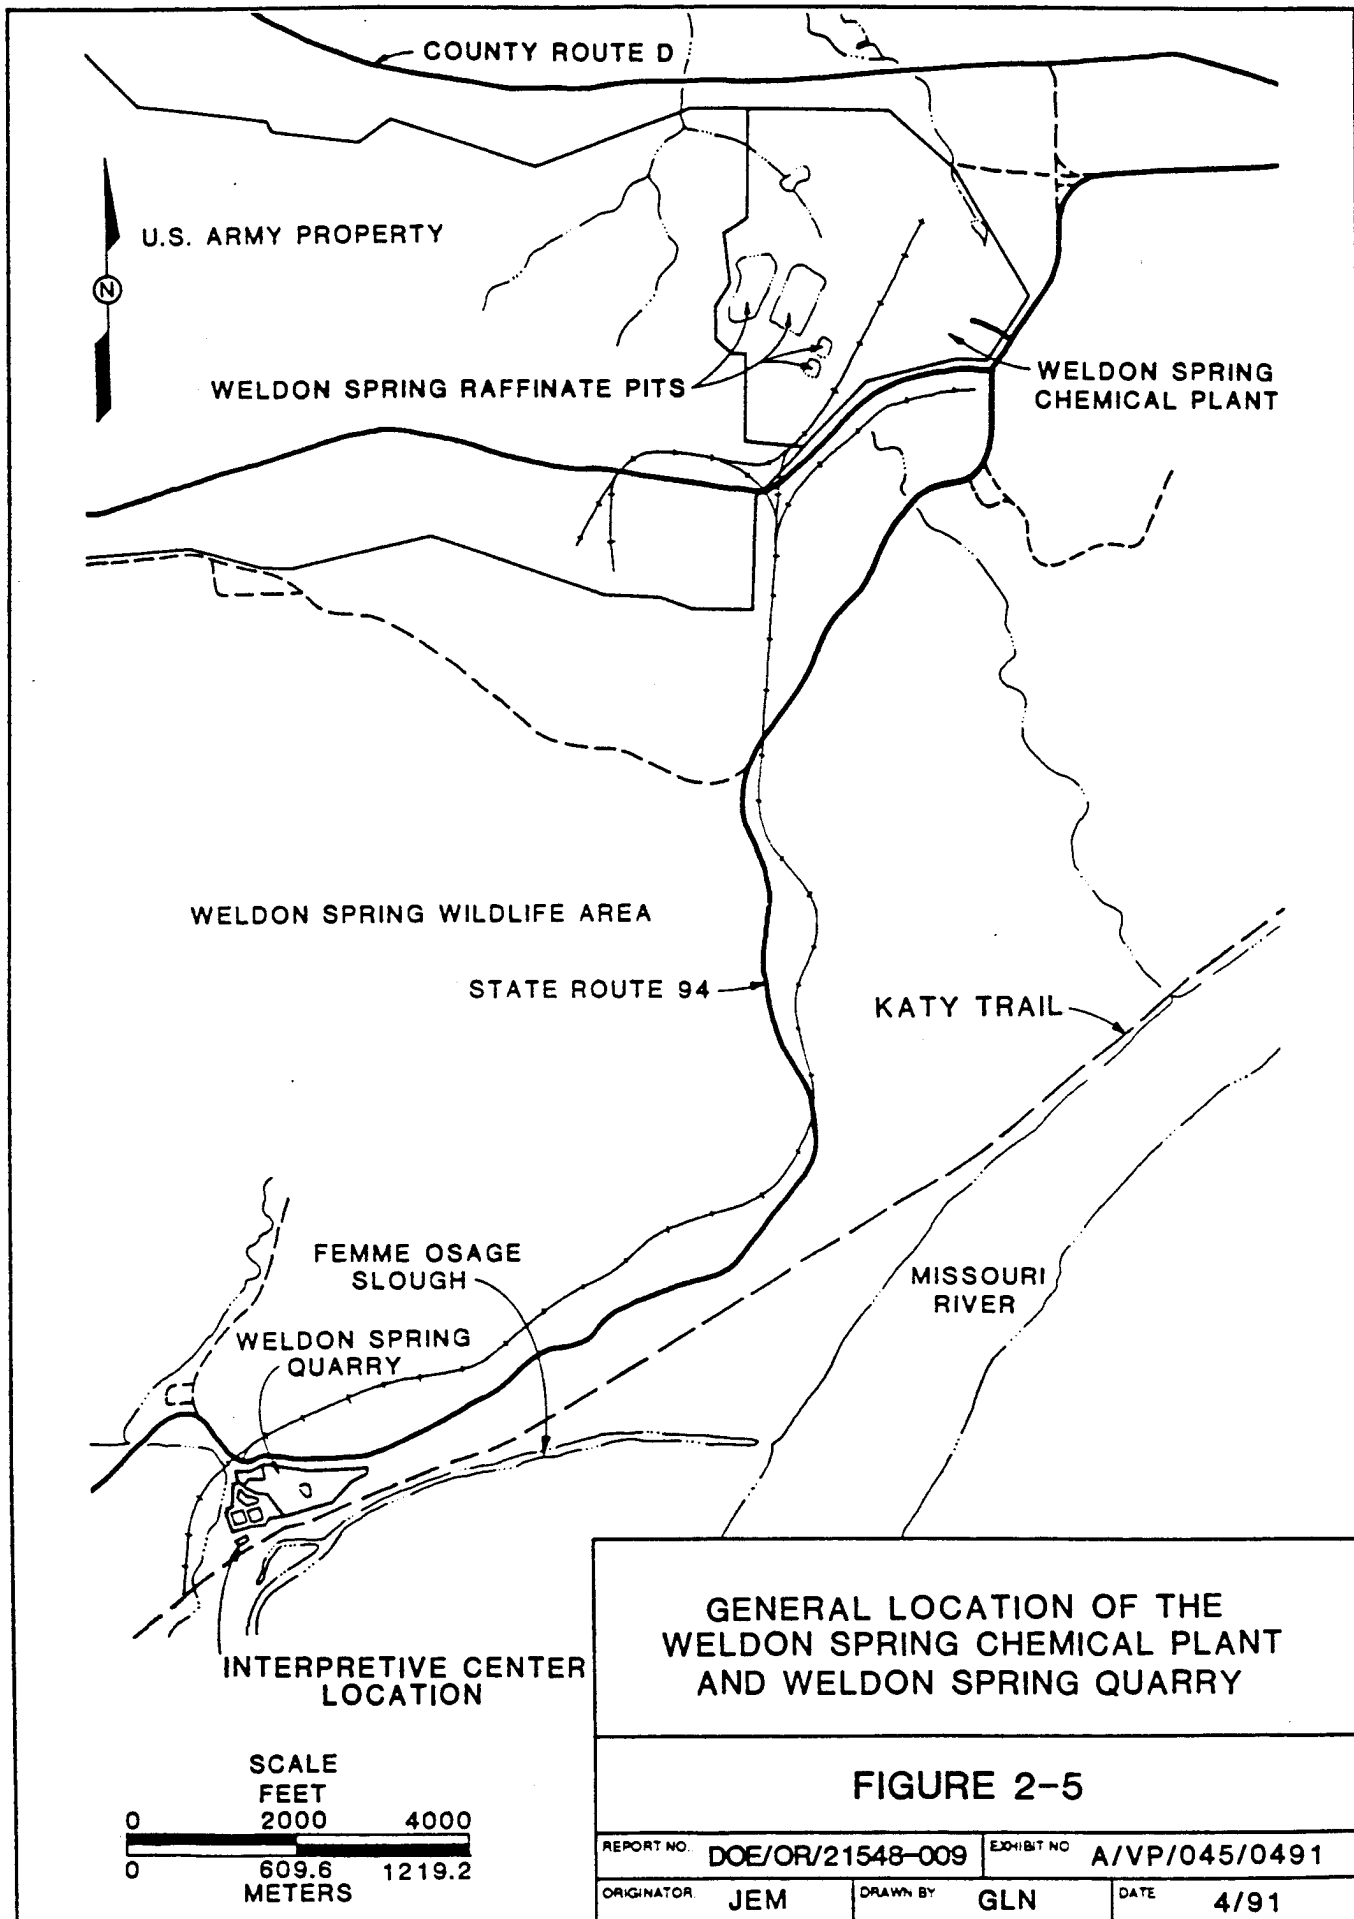 COUNTY ROUTE D
U.S. ARMY PROPERTY
N
WELDON SPRING RAFFINATE PITS
WELDON SPRING
CHEMICAL PLANT
WELDON SPRING WILDLIFE AREA
STATE ROUTE 94
KATY TRAIL
FEMME OSAGE
SLOUGH
MISSOURI
RIVER
WELDON SPRING
QUARRY
INTERPRETIVE CENTER
LOCATION
SCALE
FEET
0 2000 4000
0 609.6 1219.2
METERS
GENERAL LOCATION OF THE
WELDON SPRING CHEMICAL PLANT
AND WELDON SPRING QUARRY
FIGURE 2-5
REPORT NO. DOE/OR/21548-009 EXHIBIT NO A/VP/045/0491
ORIGINATOR JEM DRAWN BY GLN DATE 4/91